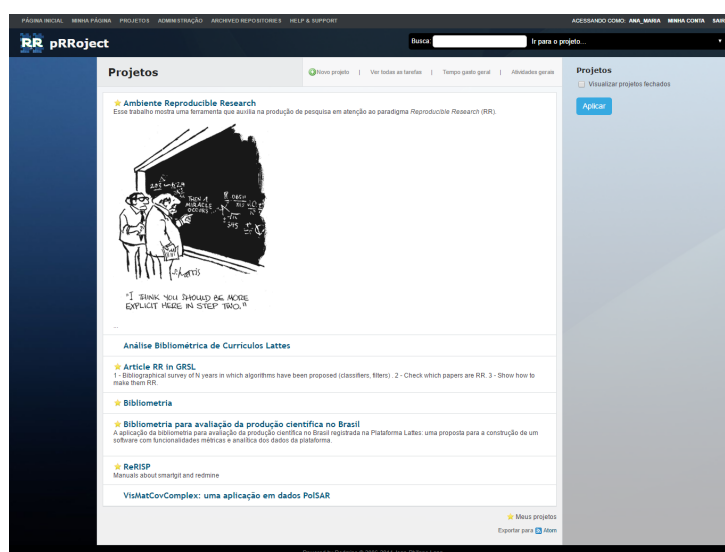 PÁGINA INICIAL MINHA PÁGINA PROJETOS ADMINISTRAÇÃO ARCHIVED REPOSITORIES HELP & SUPPORT ACESSANDO COMO: ANA_MARIA MINHA CONTA SAIR
RR pRRoject Busca: Ir para o projeto...
Projetos
Novo projeto | Ver todas as tarefas | Tempo gasto geral | Atividades gerais
Ambiente Reproducible Research
Esse trabalho mostra uma ferramenta que auxilia na produção de pesquisa em atenção ao paradigma Reproducible Research (RR).
THEN A
MIRACLE
OCCURS
"I THINK YOU SHOULD BE MORE
EXPLICIT HERE IN STEP TWO."
...
Análise Bibliométrica de Currículos Lattes
Article RR in GRSL
1 - Bibliographical survey of N years in which algorithms have been proposed (classifiers, filters) . 2 - Check which papers are RR. 3 - Show how to
make them RR.
Bibliometria
Bibliometria para avaliação da produção científica no Brasil
A aplicação da bibliometria para avaliação da produção científica no Brasil registrada na Plataforma Lattes: uma proposta para a construção de um
software com funcionalidades métricas e analítica dos dados da plataforma.
ReRISP
Manuals about smartgit and redmine
VisMatCovComplex: uma aplicação em dados PolSAR
Meus projetos
Exportar para Atom
Projetos
Visualizar projetos fechados
Aplicar